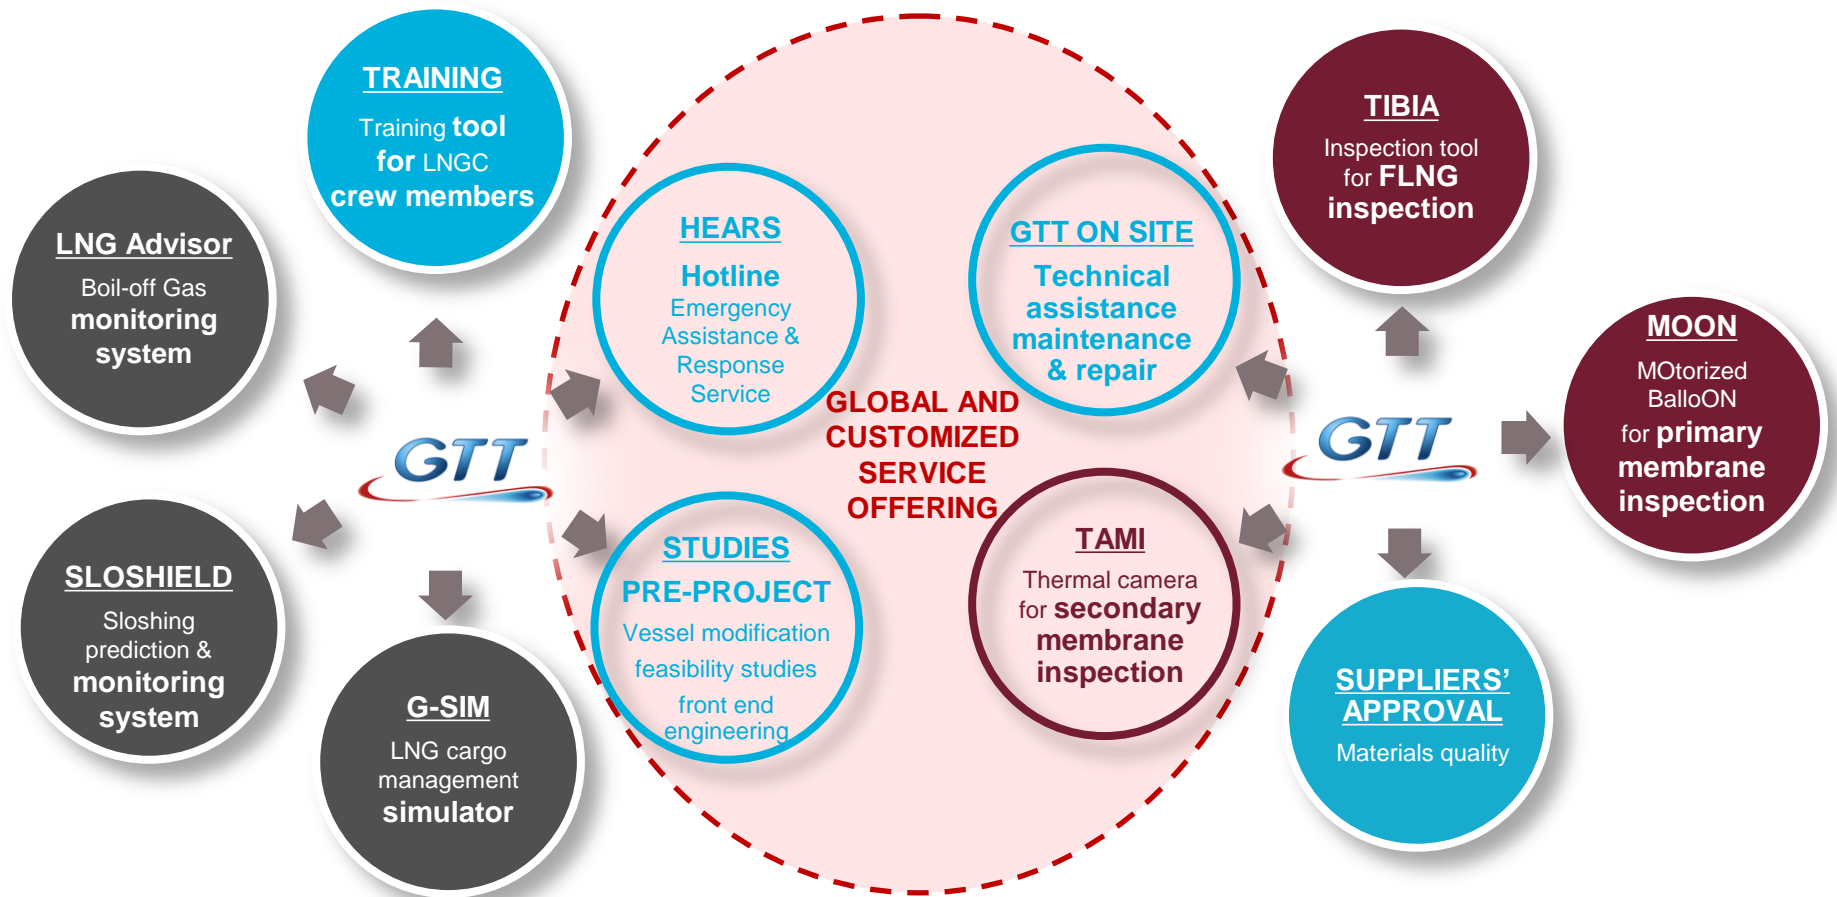 TRAINING
Training tool
for LNGC
crew members
LNG Advisor
Boil-off Gas
monitoring
system
SLOSHIELD
Sloshing
prediction &
monitoring
system
G-SIM
LNG cargo
management
simulator
GTT
HEARS
Hotline
Emergency
Assistance &
Response
Service
STUDIES
PRE-PROJECT
Vessel modification
feasibility studies
front end
engineering
GLOBAL AND
CUSTOMIZED
SERVICE
OFFERING
GTT ON SITE
Technical
assistance
maintenance
& repair
TAMI
Thermal camera
for secondary
membrane
inspection
GTT
TIBIA
Inspection tool
for FLNG
inspection
MOON
MOtorized
BalloON
for primary
membrane
inspection
SUPPLIERS’
APPROVAL
Materials quality